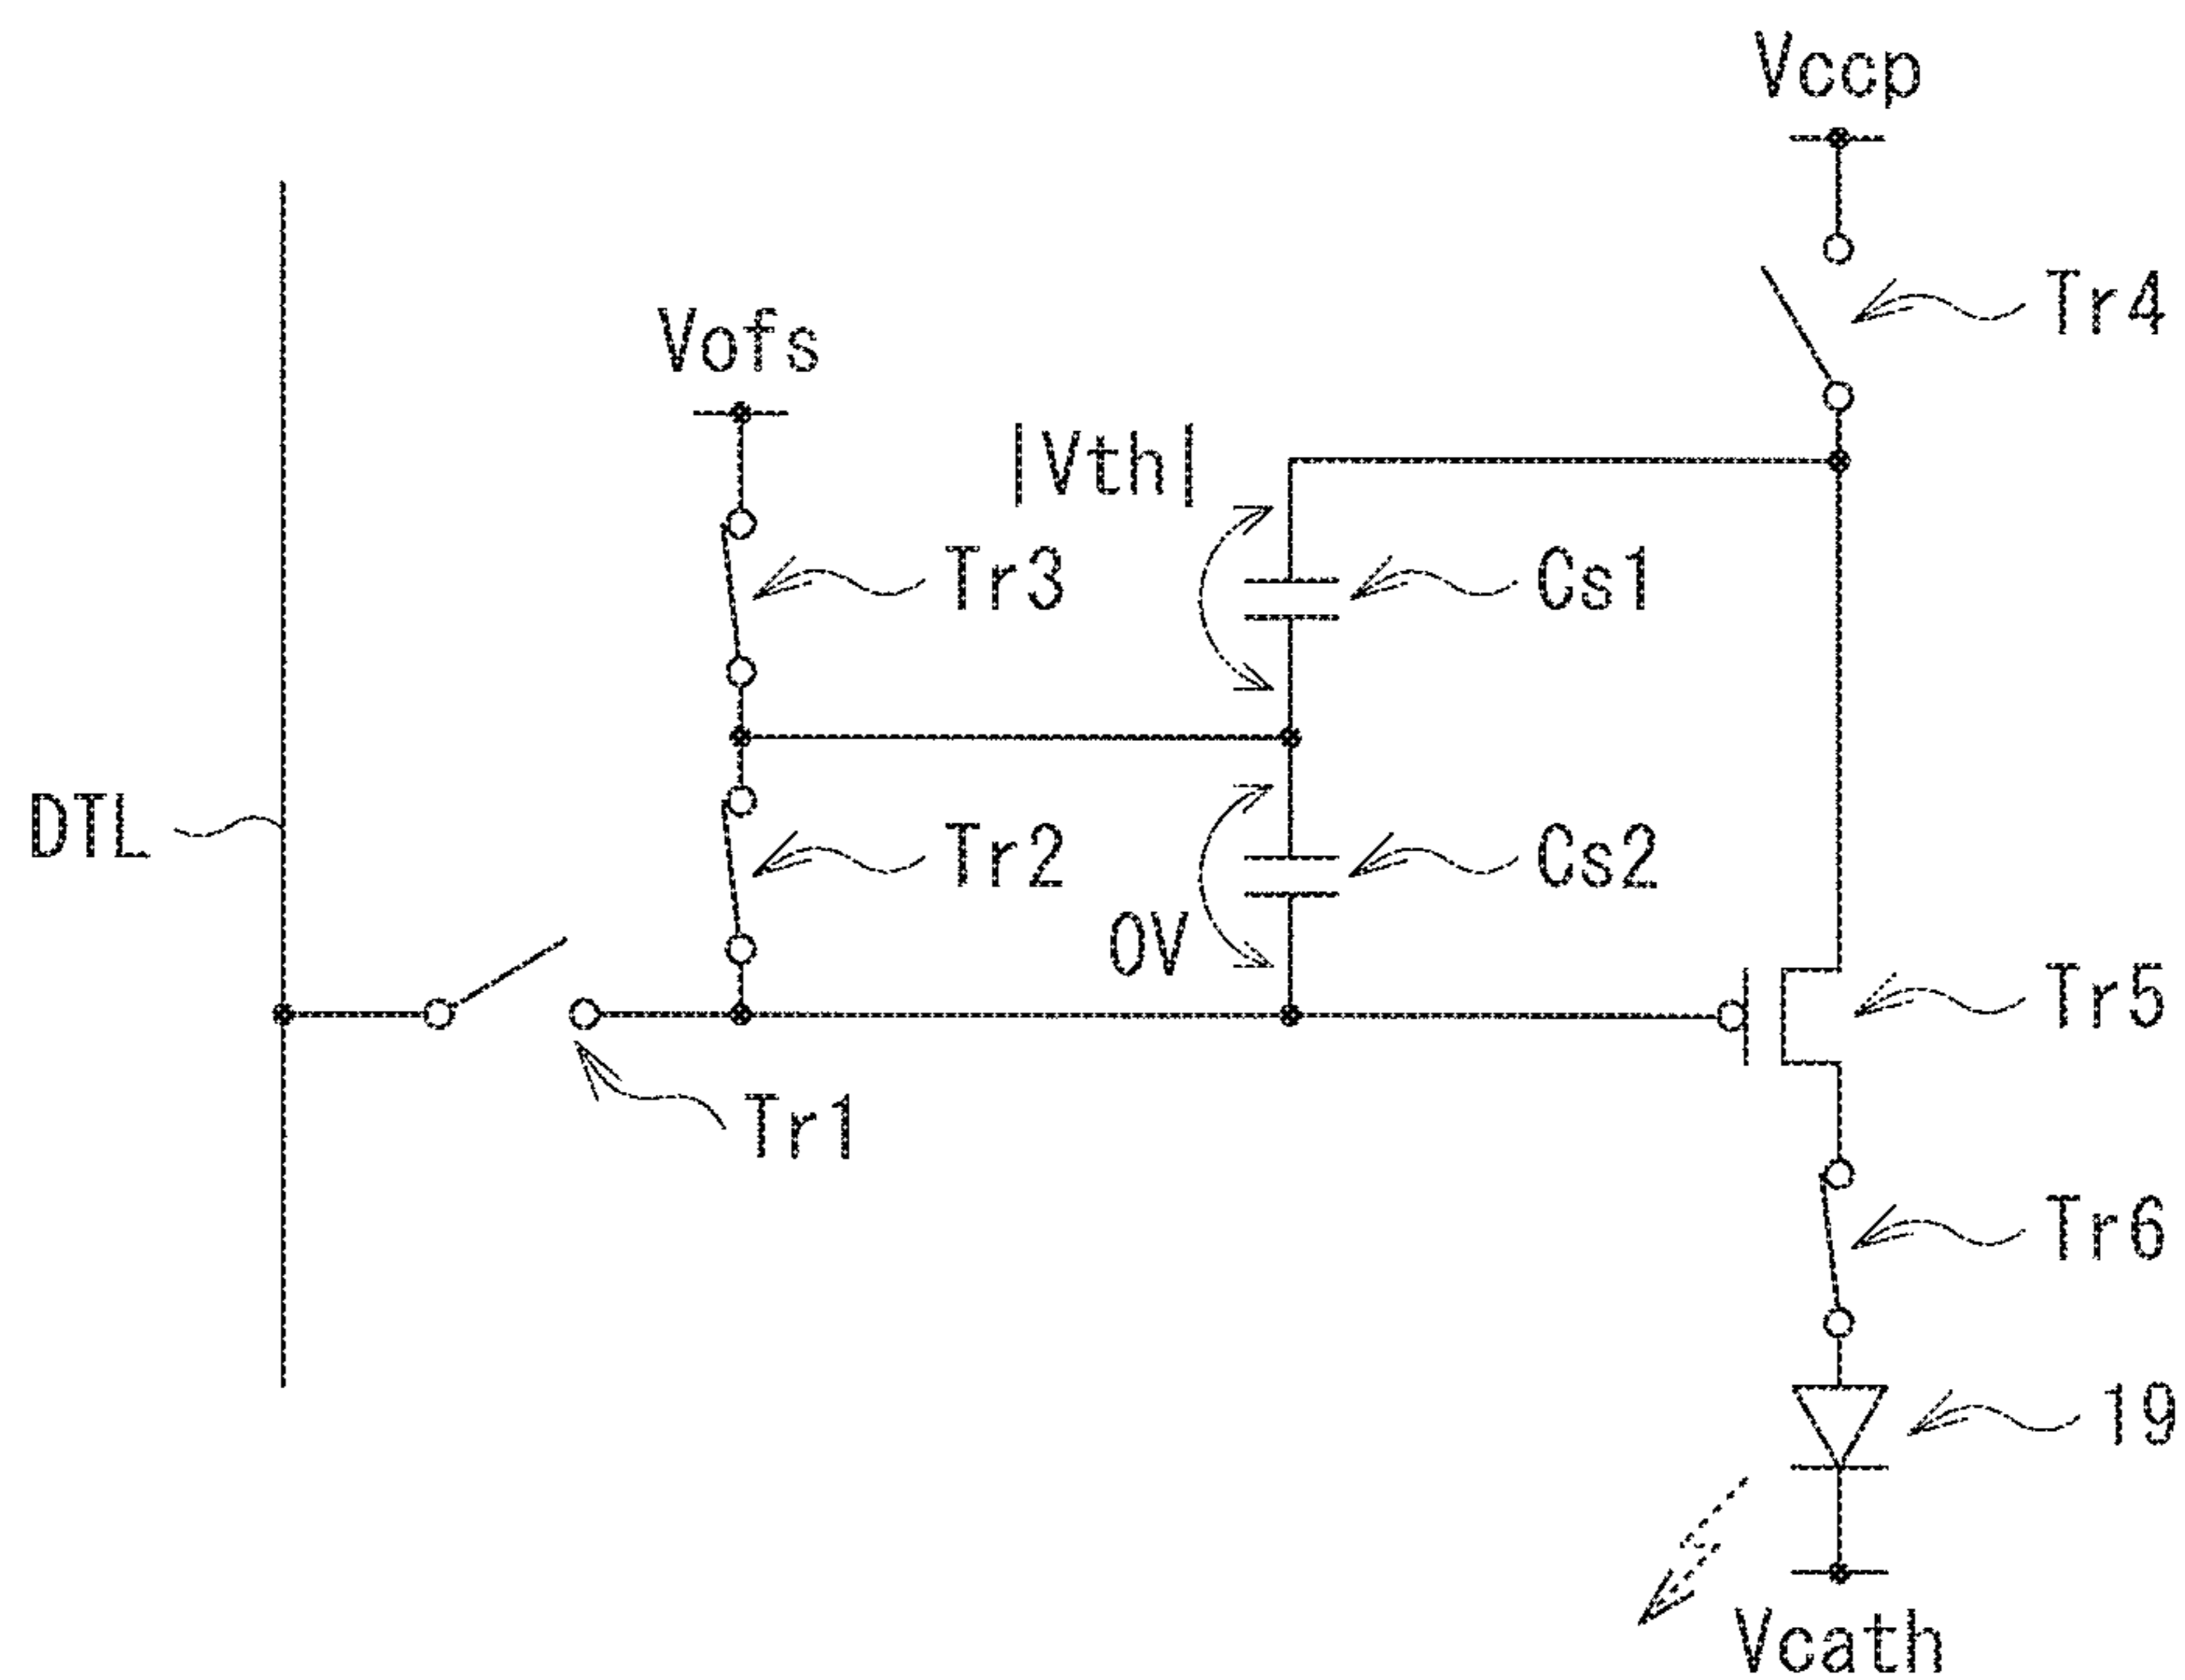 Vccp
Tr4
Vofs
|Vth|
Tr3
Cs1
DTL
Tr2
Cs2
0V
Tr5
Tr1
Tr6
19
Vcath